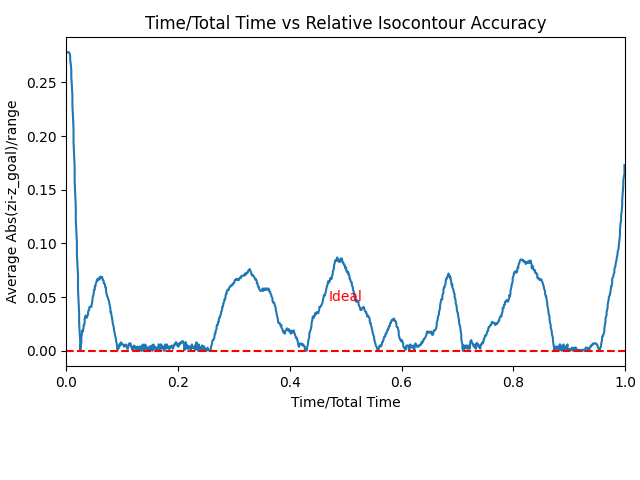 Time/Total Time vs Relative Isocontour Accuracy
Average Abs(zi-z_goal)/range
0.25
0.20
0.15
0.10
0.05
0.00
Ideal
0.0 0.2 0.4 0.6 0.8 1.0
Time/Total Time